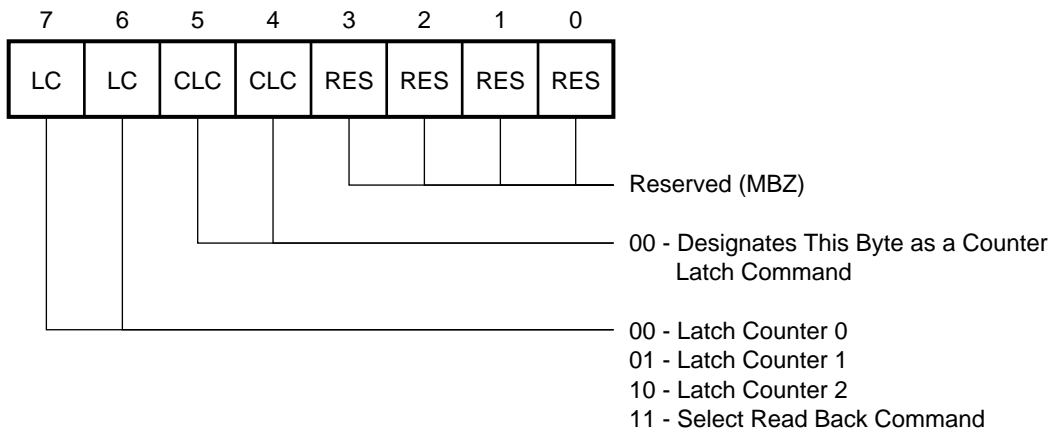 7 6 5 4 3 2 1 0
LC LC CLC CLC RES RES RES RES
Reserved (MBZ)
00 - Designates This Byte as a Counter
Latch Command
00 - Latch Counter 0
01 - Latch Counter 1
10 - Latch Counter 2
11 - Select Read Back Command